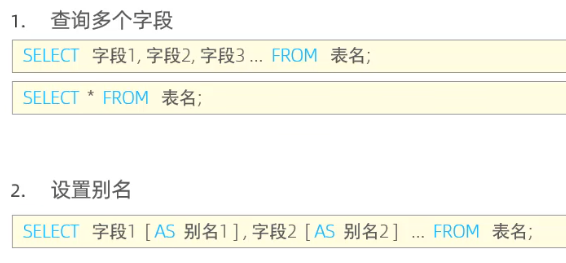 1. 查询多个字段
SELECT 字段1, 字段2, 字段3 ... FROM 表名;
SELECT * FROM 表名;
2. 设置别名
SELECT 字段1 [ AS 别名1 ] , 字段2 [ AS 别名2 ] ... FROM 表名;